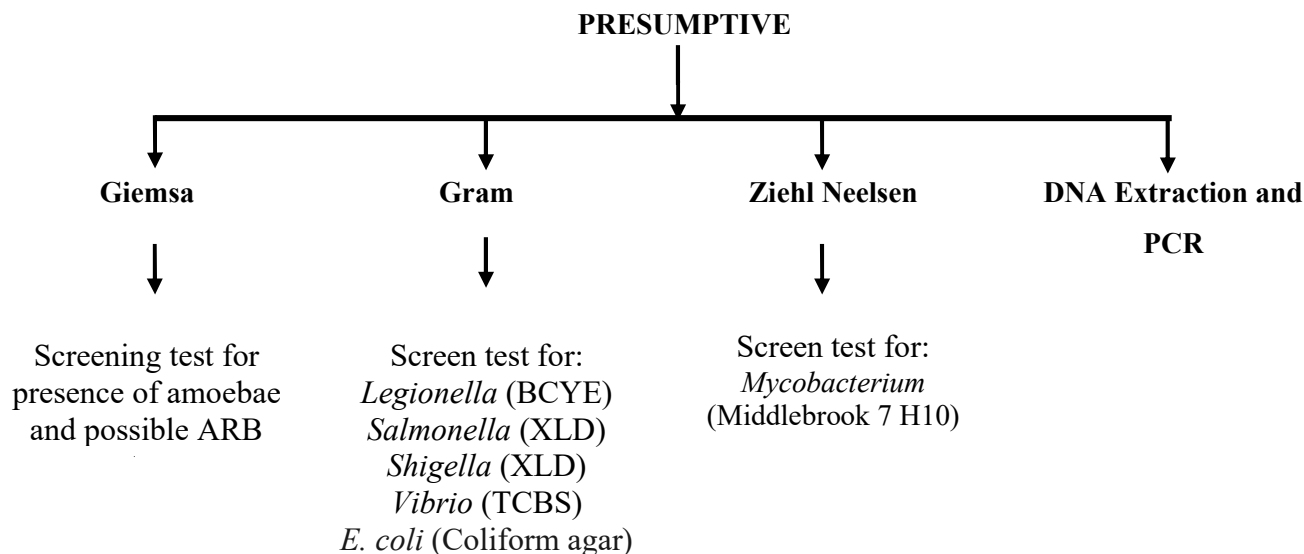 PRESUMPTIVE
Giemsa
Gram
Ziehl Neelsen
DNA Extraction and
PCR
Screening test for
presence of amoebae
and possible ARB
Screen test for:
Legionella (BCYE)
Salmonella (XLD)
Shigella (XLD)
Vibrio (TCBS)
E. coli (Coliform agar)
Screen test for:
Mycobacterium
(Middlebrook 7 H10)